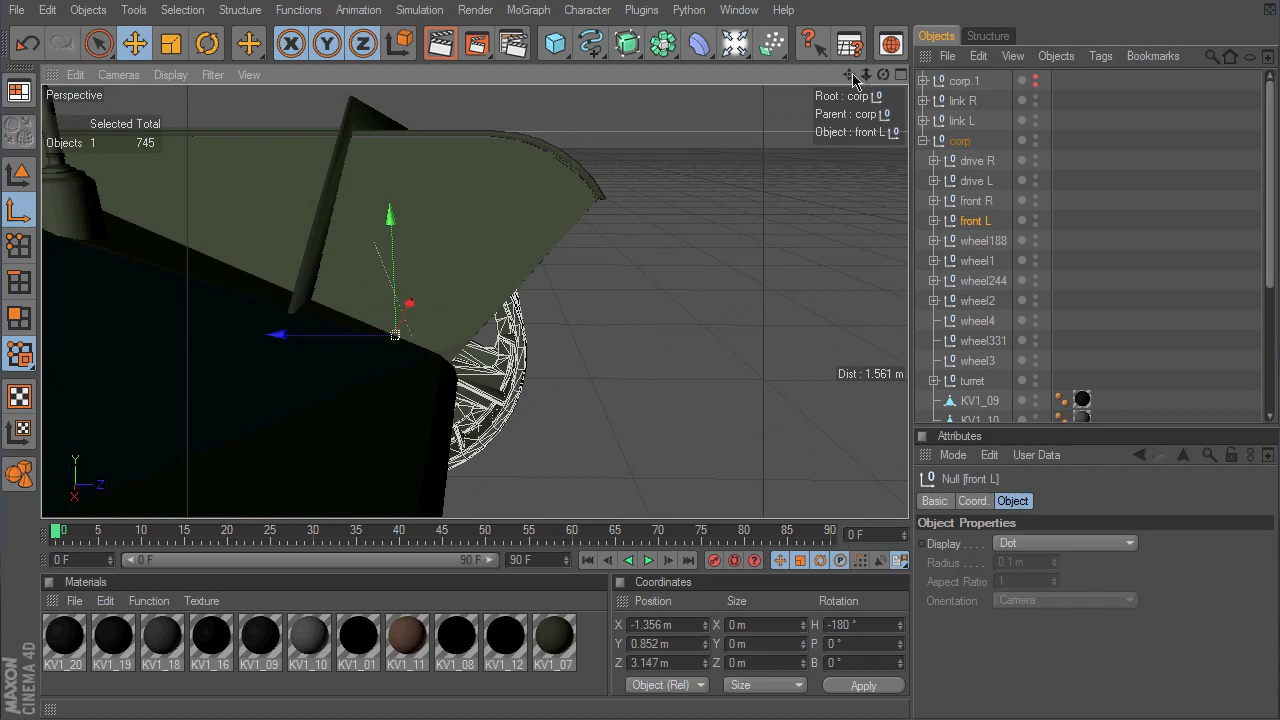 File Edit Objects Tools Selection Structure Functions Animation Simulation Render MoGraph Character Plugins Python Window Help
Objects Structure
File Edit View Objects Tags Bookmarks
Edit Cameras Display Filter View
Perspective
Selected Total
Objects 1 745
Root : corp
Parent : corp
Object : front L
Dist : 1.561 m
Y
Z
X
corp.1
link R
link L
corp
drive R
drive L
front R
front L
wheel188
wheel1
wheel244
wheel2
wheel4
wheel331
wheel3
turret
KV1_09
KV1_10
Attributes
Mode Edit User Data
Null [front L]
Basic Coord. Object
Object Properties
Display . . . . Dot
Radius . . . . 0.1 m
Aspect Ratio 1
Orientation Camera
0 5 10 15 20 25 30 35 40 45 50 55 60 65 70 75 80 85 90 0 F
0 F 0 F 90 F 90 F
Materials
File Edit Function Texture
KV1_20 KV1_19 KV1_18 KV1_16 KV1_09 KV1_10 KV1_01 KV1_11 KV1_08 KV1_12 KV1_07
Coordinates
Position Size Rotation
X -1.356 m X 0 m H -180 °
Y 0.852 m Y 0 m P 0 °
Z 3.147 m Z 0 m B 0 °
Object (Rel) Size Apply
MAXON
CINEMA 4D